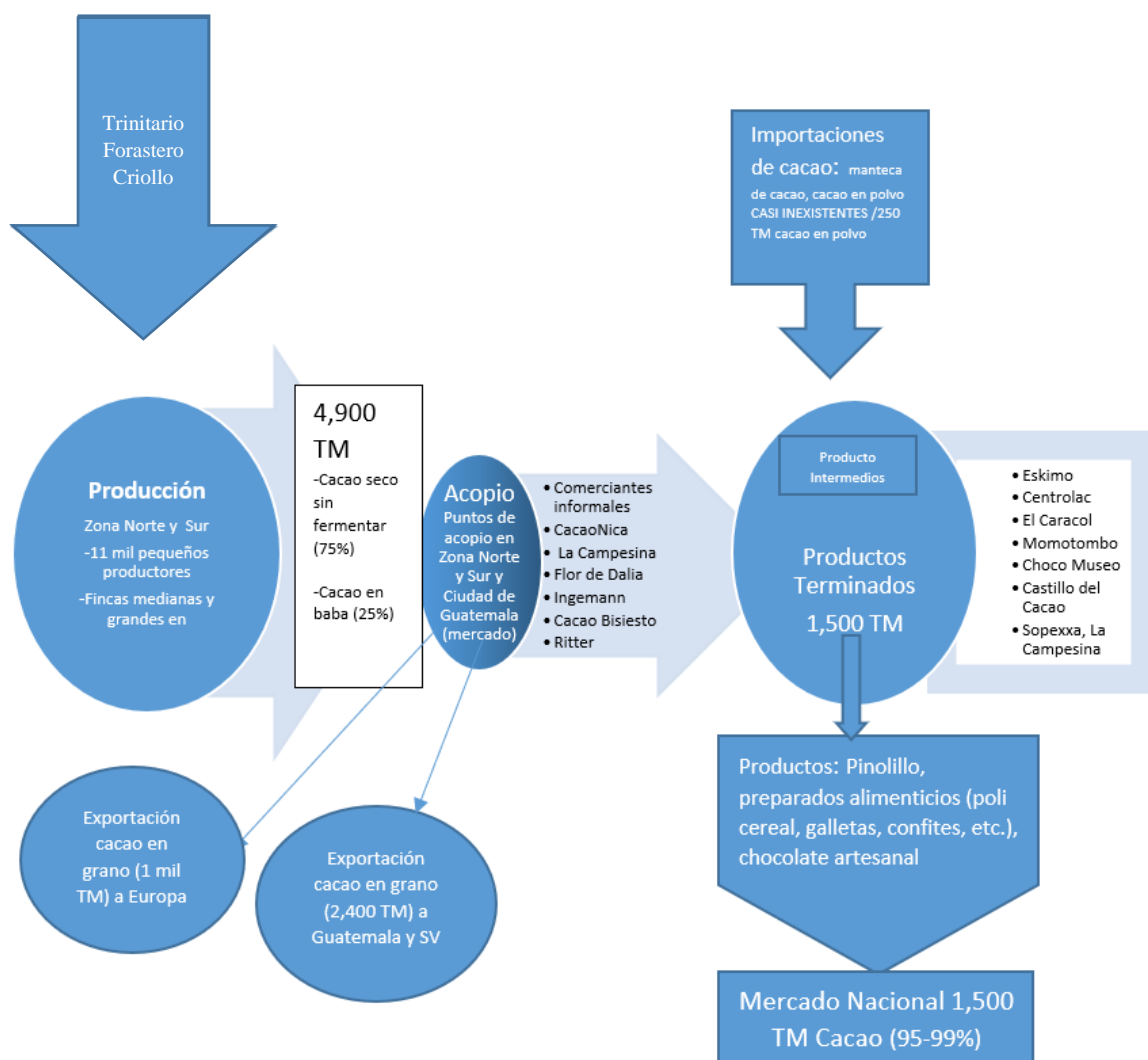 Trinitario
Forastero
Criollo
Importaciones
de cacao: manteca
de cacao, cacao en polvo
CASI INEXISTENTES /250
TM cacao en polvo
Producción
Zona Norte y Sur
-11 mil pequeños
productores
-Fincas medianas y
grandes en
4,900
TM
-Cacao seco
sin
fermentar
(75%)
-Cacao en
baba (25%)
Acopio
Puntos de
acopio en
Zona Norte
y Sur y
Ciudad de
Guatemala
(mercado)
• Comerciantes
informales
• CacaoNica
• La Campesina
• Flor de Dalia
• Ingemann
• Cacao Bisiesto
• Ritter
Producto
Intermedios
Productos
Terminados
1,500 TM
• Eskimo
• Centrolac
• El Caracol
• Momotombo
• Choco Museo
• Castillo del
Cacao
• Sopexxa, La
Campesina
Exportación
cacao en
grano (1 mil
TM) a Europa
Exportación
cacao en grano
(2,400 TM) a
Guatemala y SV
Productos: Pinolillo,
preparados alimenticios (poli
cereal, galletas, confites, etc.),
chocolate artesanal
Mercado Nacional 1,500
TM Cacao (95-99%)